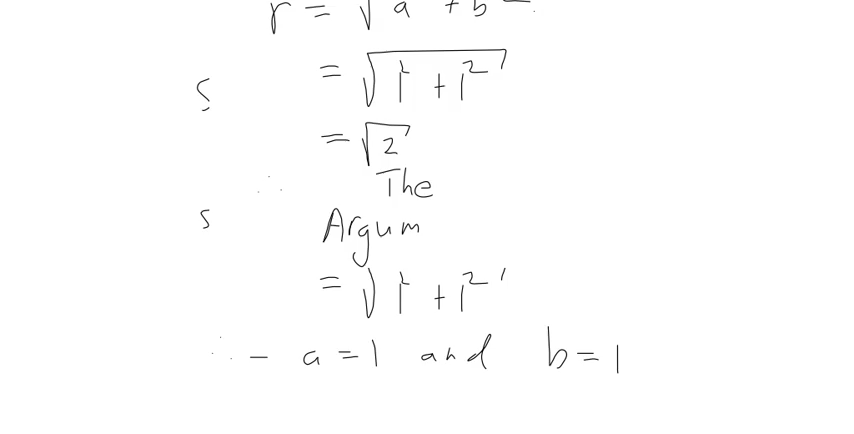 r = √a² + b²
= √1² + 1²
S
= √2
∴ The
S
Argum
= √1² + 1²
∴ - a = 1 and b = 1